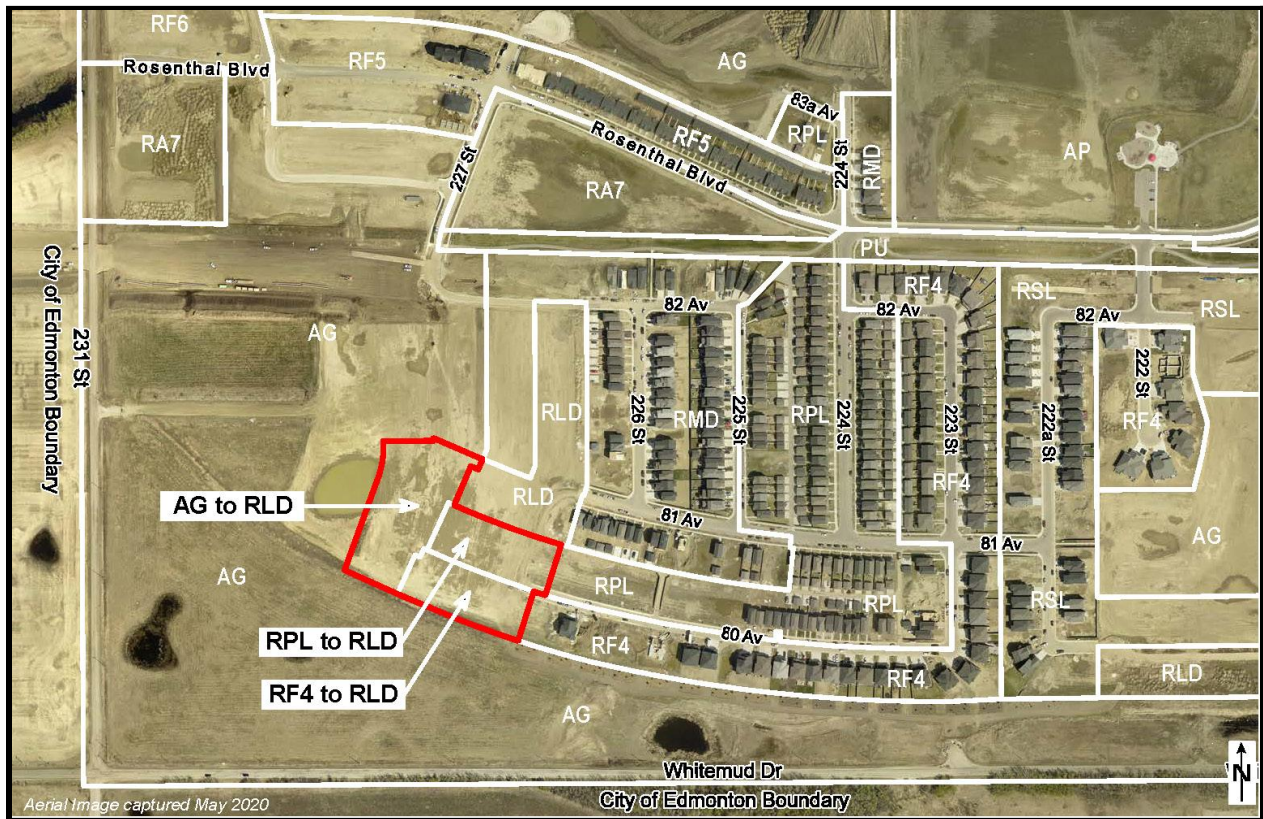 RF6
Rosenthal Blvd
RF5
AG
83a Av
RPL
RF5
Rosenthal Blvd
224 St
RMD
AP
RA7
227 St
RA7
PU
City of Edmonton Boundary
231 St
AG
82 Av
RF4
82 Av
RSL
82 Av
RSL
RLD
226 St
RMD
225 St
RPL
224 St
223 St
222a St
222 St
RF4
RF4
AG to RLD
RLD
81 Av
81 Av
AG
AG
RPL
RPL
RSL
RPL to RLD
80 Av
RF4
RLD
RF4 to RLD
RF4
AG
Whitemud Dr
N
Aerial Image captured May 2020
City of Edmonton Boundary